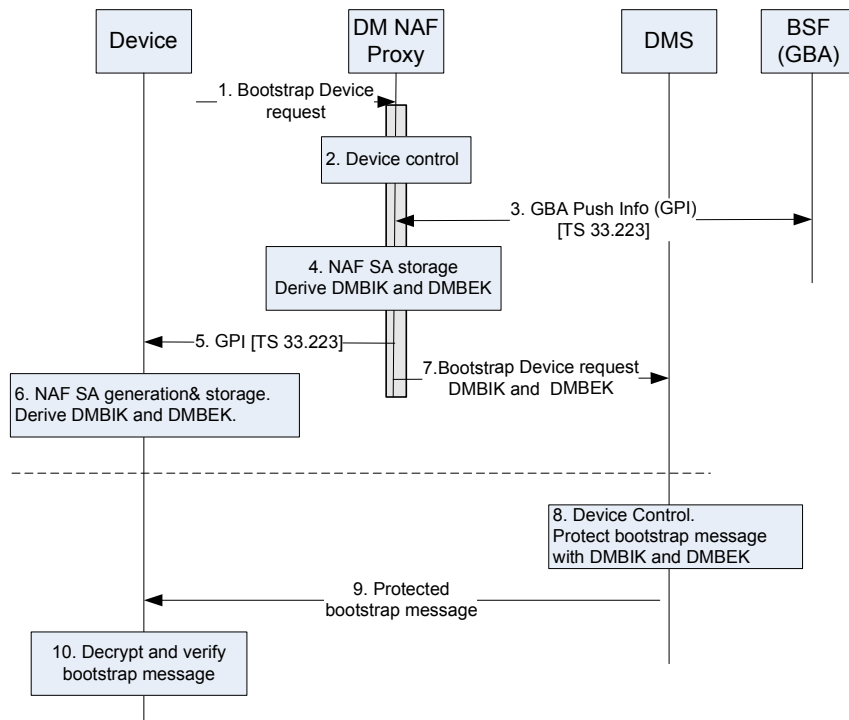 Device
DM NAF
Proxy
DMS
BSF
(GBA)
1. Bootstrap Device
request
2. Device control
3. GBA Push Info (GPI)
[TS 33.223]
4. NAF SA storage
Derive DMBIK and DMBEK
5. GPI [TS 33.223]
7.Bootstrap Device request
DMBIK and DMBEK
6. NAF SA generation& storage.
Derive DMBIK and DMBEK.
8. Device Control.
Protect bootstrap message
with DMBIK and DMBEK
9. Protected
bootstrap message
10. Decrypt and verify
bootstrap message